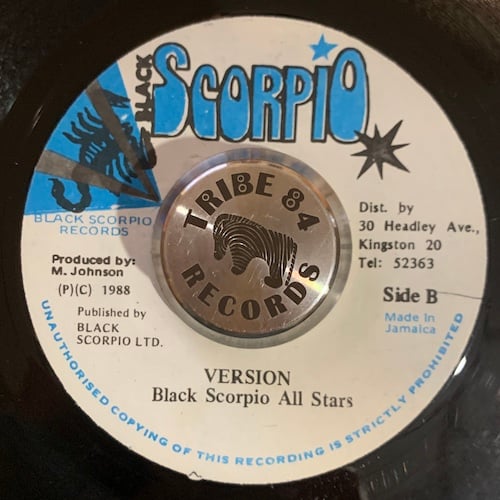 BLACK
SCORPIO
BLACK SCORPIO
RECORDS
Produced by:
M. Johnson
(P)(C) 1988
Published by
BLACK
SCORPIO LTD.
TRIBE 84
RECORDS
Dist. by
30 Headley Ave.,
Kingston 20
Tel: 52363
Side B
Made In
Jamaica
VERSION
Black Scorpio All Stars
UNAUTHORISED COPYING OF THIS RECORDING IS STRICTLY PROHIBITED